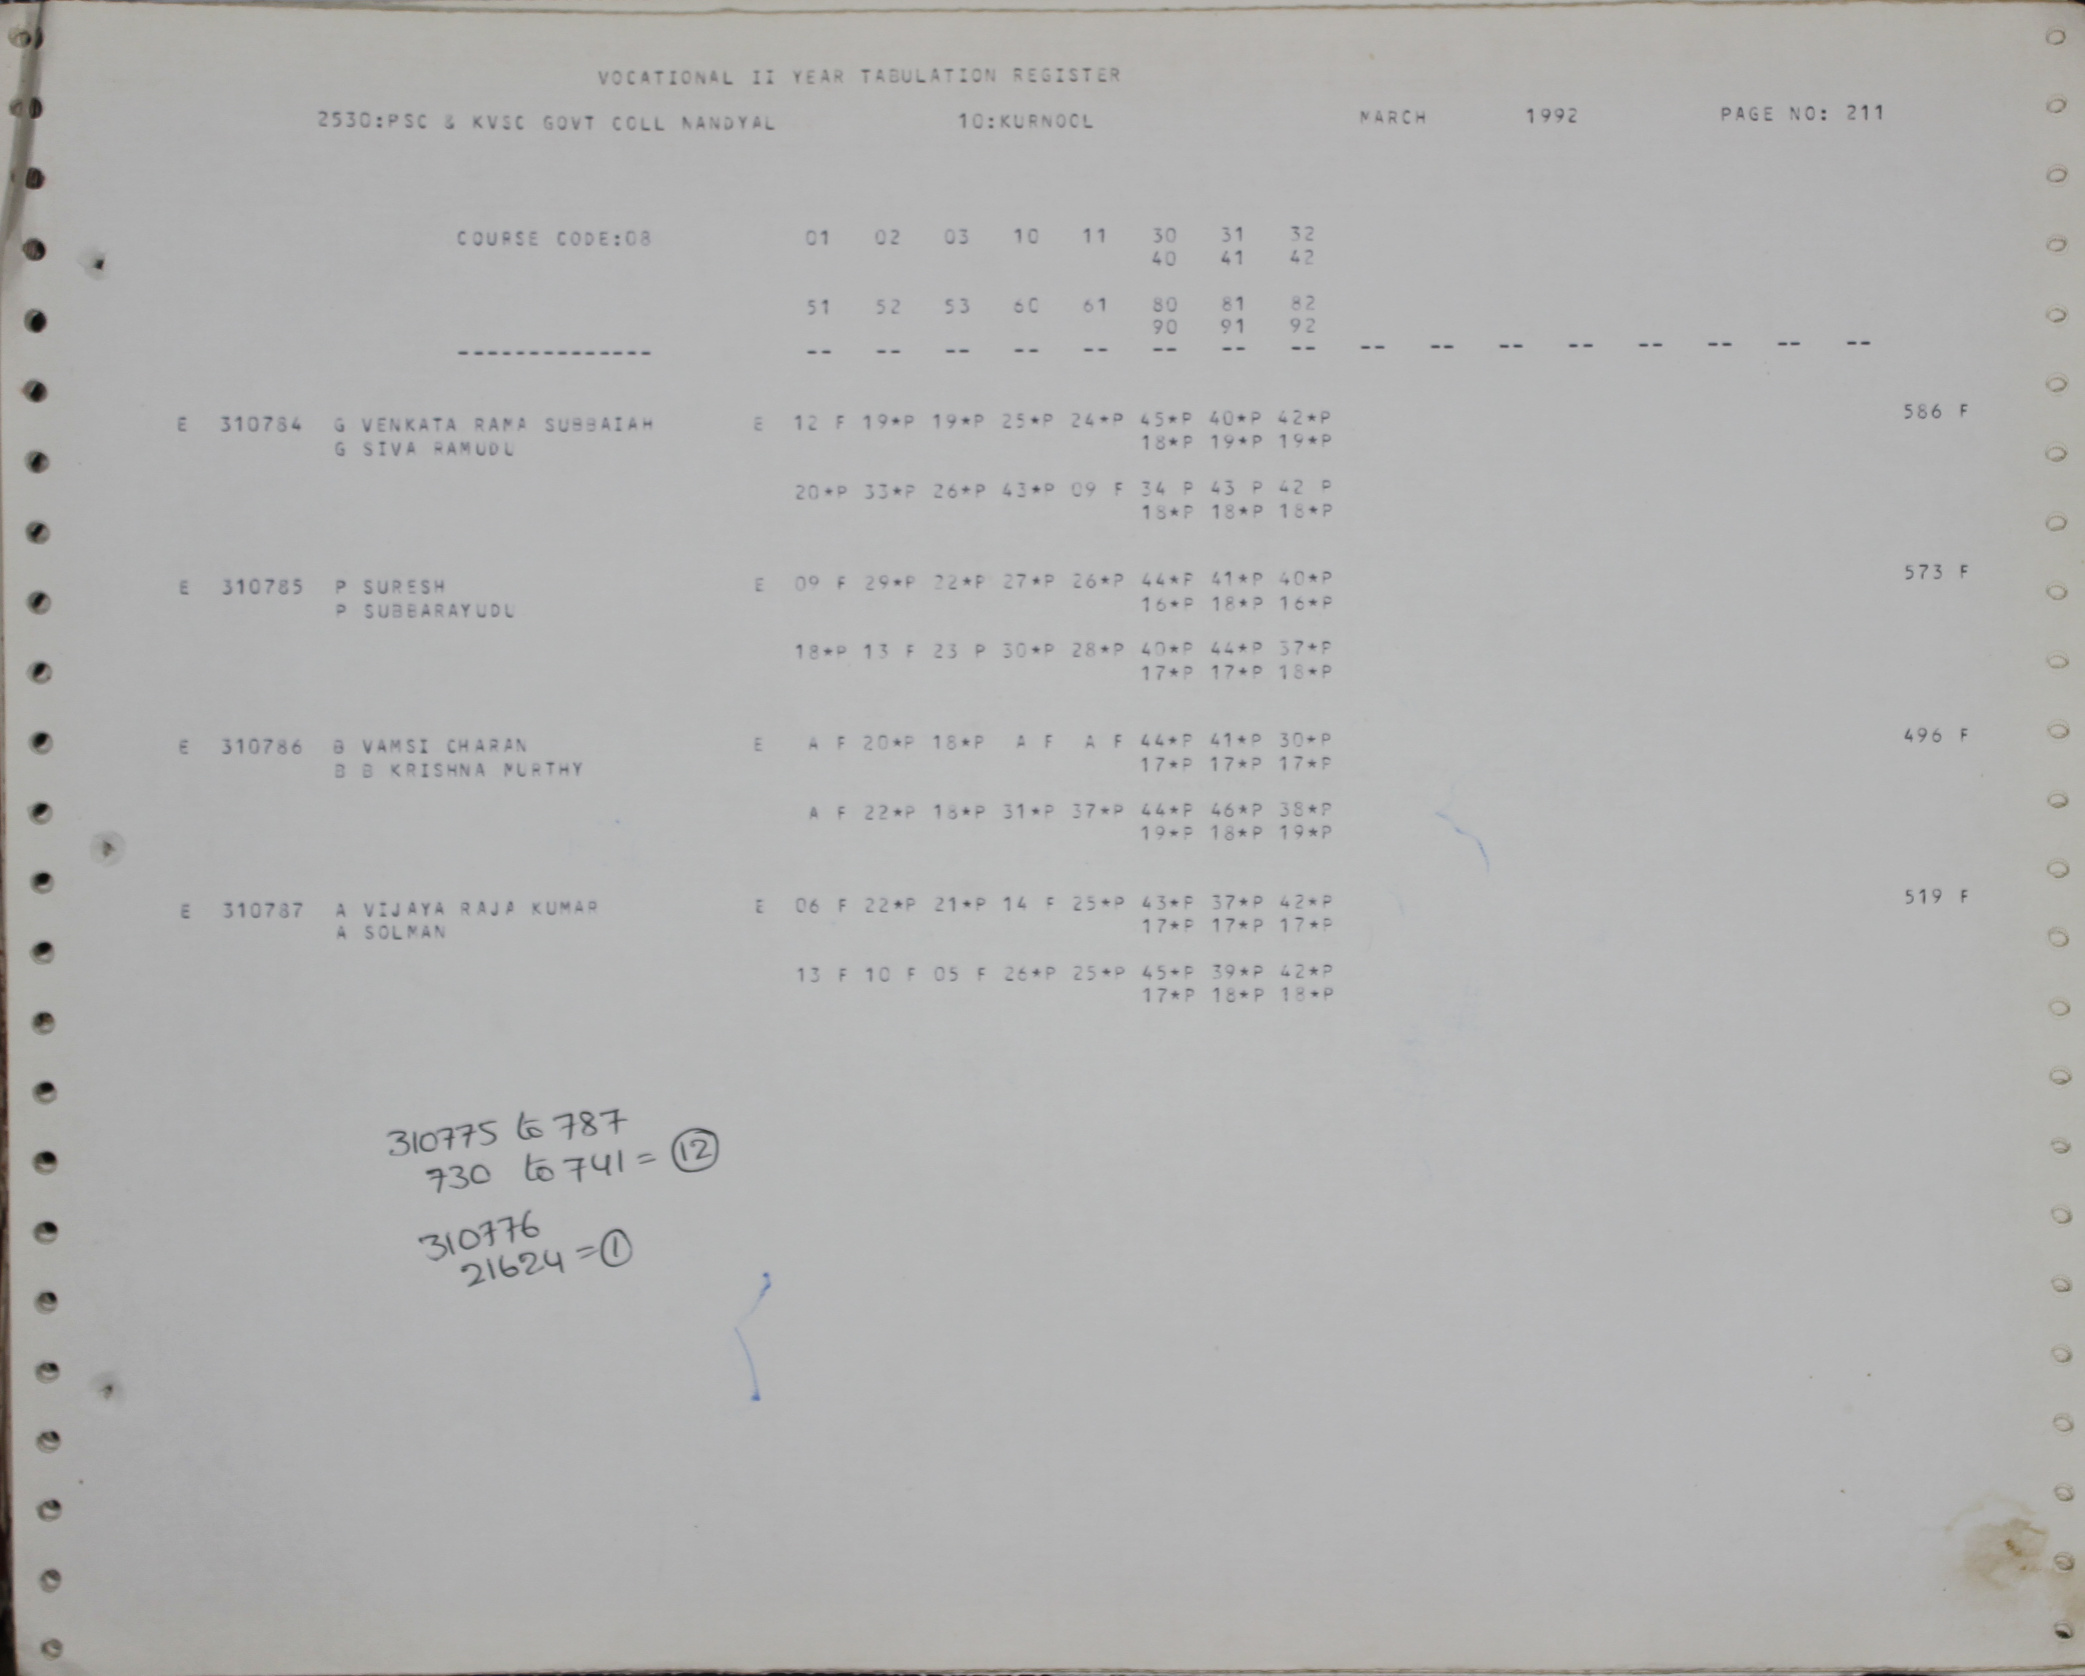 VOCATIONAL II YEAR TABULATION REGISTER
2530:PSC & KVSC GOVT COLL NANDYAL 10:KURNOOL MARCH 1992 PAGE NO: 211
COURSE CODE:08 01 02 03 10 11 30 31 32
40 41 42
51 52 53 60 61 80 81 82
90 91 92
-------------- -- -- -- -- -- -- -- -- -- -- -- -- -- -- -- --
E 310784 G VENKATA RAMA SUBBAIAH E 12 F 19*P 19*P 25*P 24*P 45*P 40*P 42*P 586 F
G SIVA RAMUDU 18*P 19*P 19*P
20*P 33*P 26*P 43*P 09 F 34 P 43 P 42 P
18*P 18*P 18*P
E 310785 P SURESH E 09 F 29*P 22*P 27*P 26*P 44*P 41*P 40*P 573 F
P SUBBARAYUDU 16*P 18*P 16*P
18*P 13 F 23 P 30*P 28*P 40*P 44*P 37*P
17*P 17*P 18*P
E 310786 B VAMSI CHARAN E A F 20*P 18*P A F A F 44*P 41*P 30*P 496 F
B B KRISHNA MURTHY 17*P 17*P 17*P
A F 22*P 18*P 31*P 37*P 44*P 46*P 38*P
19*P 18*P 19*P
E 310787 A VIJAYA RAJA KUMAR E 06 F 22*P 21*P 14 F 25*P 43*P 37*P 42*P 519 F
A SOLMAN 17*P 17*P 17*P
13 F 10 F 05 F 26*P 25*P 45*P 39*P 42*P
17*P 18*P 18*P
310775 to 787
730 to 741 = 12
310776
21624 = 1